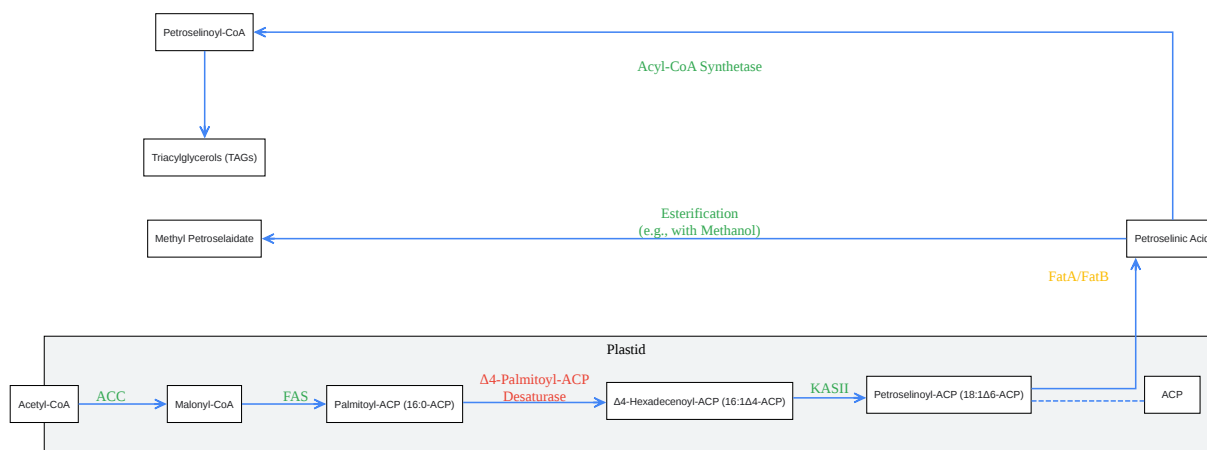 Petroselinoyl-CoA
Acyl-CoA Synthetase
Triacylglycerols (TAGs)
Esterification
(e.g., with Methanol)
Methyl Petroselaidate
Petroselinic Acid
FatA/FatB
Plastid
Acetyl-CoA
ACC
Malonyl-CoA
FAS
Palmitoyl-ACP (16:0-ACP)
Δ4-Palmitoyl-ACP
Desaturase
Δ4-Hexadecenoyl-ACP (16:1Δ4-ACP)
KASII
Petroselinoyl-ACP (18:1Δ6-ACP)
ACP